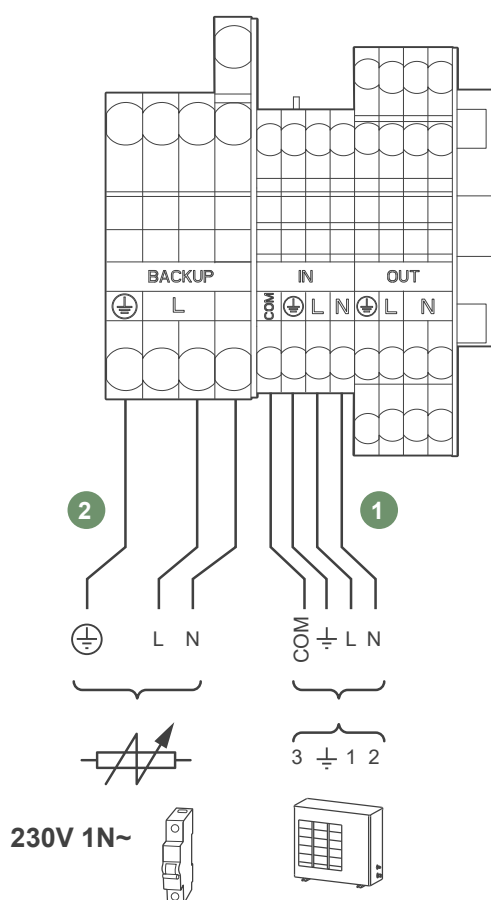 BACKUP IN OUT
L COM L N L N
2 1
L N COM L N
3 1 2
230V 1N~